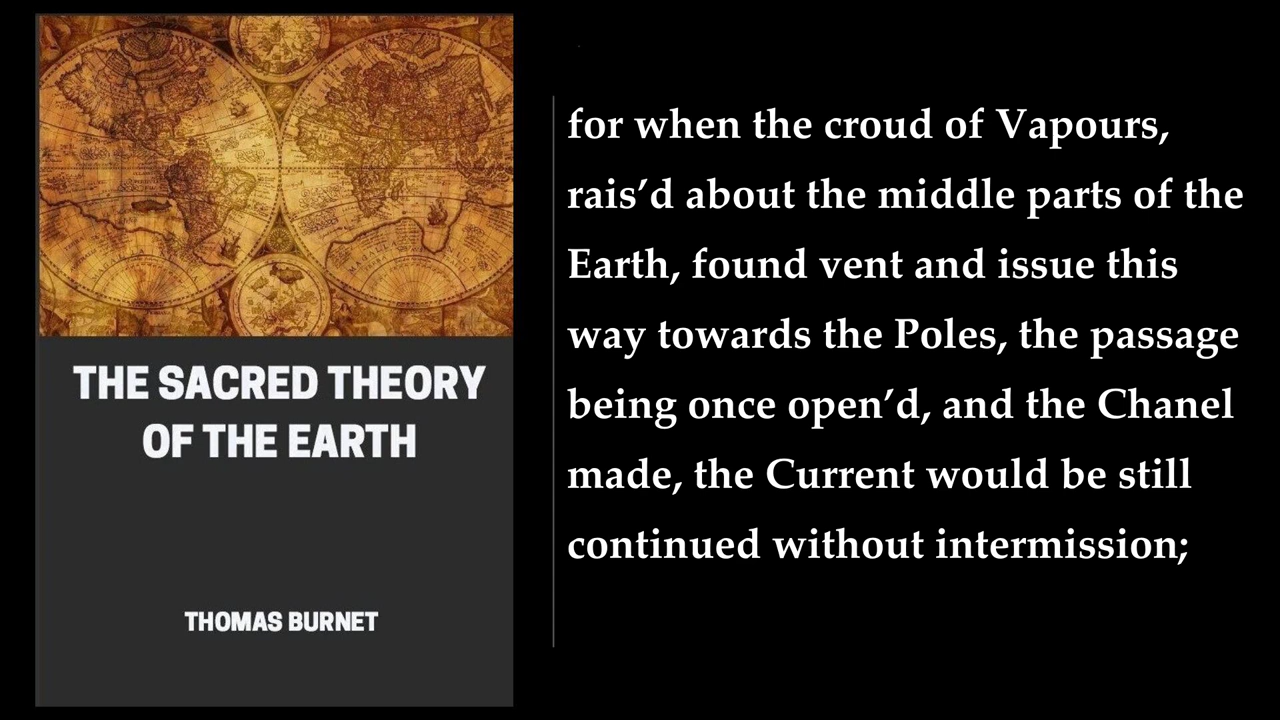 THE SACRED THEORY
OF THE EARTH
THOMAS BURNET
for when the croud of Vapours,
rais’d about the middle parts of the
Earth, found vent and issue this
way towards the Poles, the passage
being once open’d, and the Chanel
made, the Current would be still
continued without intermission;